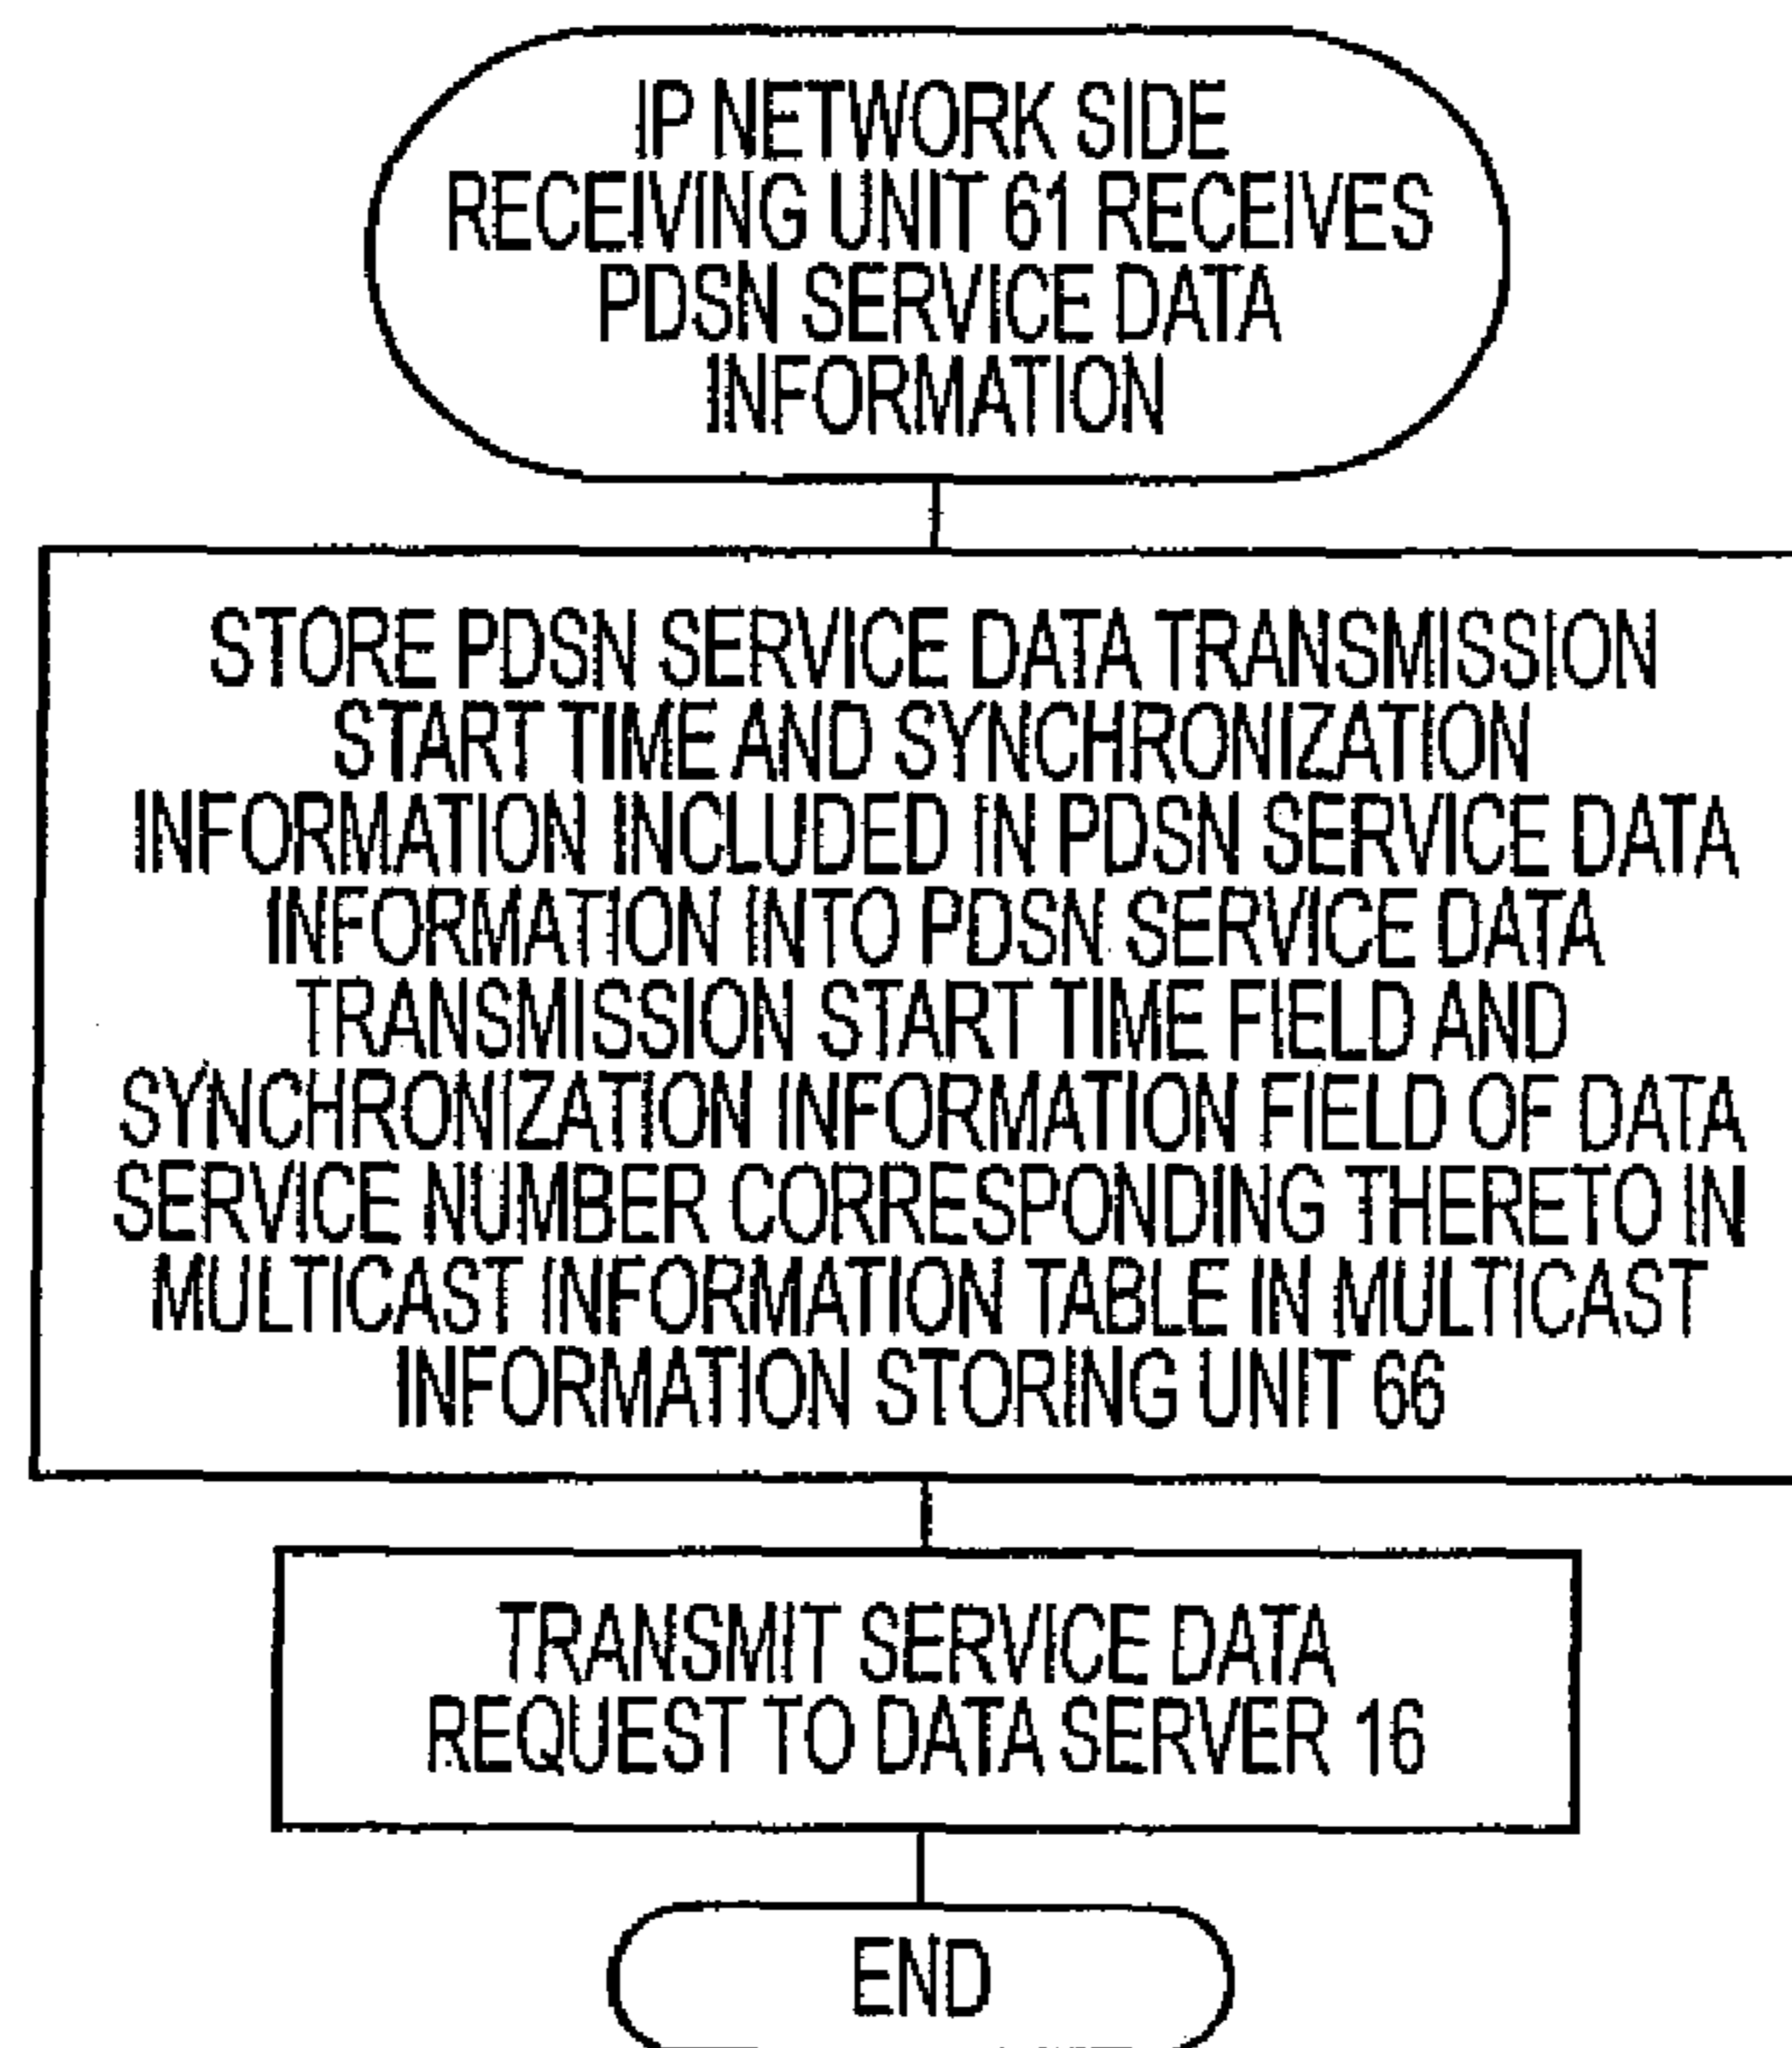 IP NETWORK SIDE
RECEIVING UNIT 61 RECEIVES
PDSN SERVICE DATA
INFORMATION
STORE PDSN SERVICE DATA TRANSMISSION
START TIME AND SYNCHRONIZATION
INFORMATION INCLUDED IN PDSN SERVICE DATA
INFORMATION INTO PDSN SERVICE DATA
TRANSMISSION START TIME FIELD AND
SYNCHRONIZATION INFORMATION FIELD OF DATA
SERVICE NUMBER CORRESPONDING THERETO IN
MULTICAST INFORMATION TABLE IN MULTICAST
INFORMATION STORING UNIT 66
TRANSMIT SERVICE DATA
REQUEST TO DATA SERVER 16
END